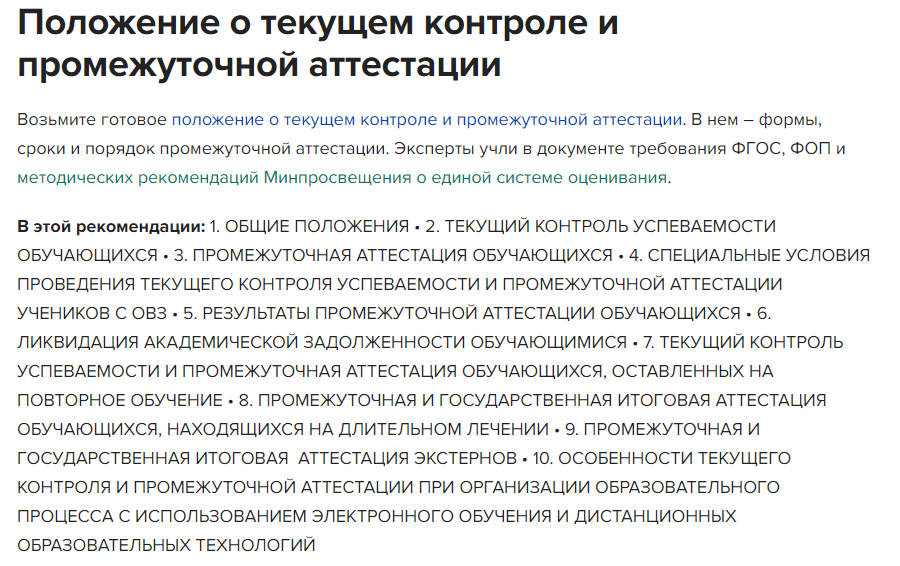 Положение о текущем контроле и
промежуточной аттестации
Возьмите готовое положение о текущем контроле и промежуточной аттестации. В нем – формы,
сроки и порядок промежуточной аттестации. Эксперты учли в документе требования ФГОС, ФОП и
методических рекомендаций Минпросвещения о единой системе оценивания.
В этой рекомендации: 1. ОБЩИЕ ПОЛОЖЕНИЯ • 2. ТЕКУЩИЙ КОНТРОЛЬ УСПЕВАЕМОСТИ
ОБУЧАЮЩИХСЯ • 3. ПРОМЕЖУТОЧНАЯ АТТЕСТАЦИЯ ОБУЧАЮЩИХСЯ • 4. СПЕЦИАЛЬНЫЕ УСЛОВИЯ
ПРОВЕДЕНИЯ ТЕКУЩЕГО КОНТРОЛЯ УСПЕВАЕМОСТИ И ПРОМЕЖУТОЧНОЙ АТТЕСТАЦИИ
УЧЕНИКОВ С ОВЗ • 5. РЕЗУЛЬТАТЫ ПРОМЕЖУТОЧНОЙ АТТЕСТАЦИИ ОБУЧАЮЩИХСЯ • 6.
ЛИКВИДАЦИЯ АКАДЕМИЧЕСКОЙ ЗАДОЛЖЕННОСТИ ОБУЧАЮЩИМИСЯ • 7. ТЕКУЩИЙ КОНТРОЛЬ
УСПЕВАЕМОСТИ И ПРОМЕЖУТОЧНАЯ АТТЕСТАЦИЯ ОБУЧАЮЩИХСЯ, ОСТАВЛЕННЫХ НА
ПОВТОРНОЕ ОБУЧЕНИЕ • 8. ПРОМЕЖУТОЧНАЯ И ГОСУДАРСТВЕННАЯ ИТОГОВАЯ АТТЕСТАЦИЯ
ОБУЧАЮЩИХСЯ, НАХОДЯЩИХСЯ НА ДЛИТЕЛЬНОМ ЛЕЧЕНИИ • 9. ПРОМЕЖУТОЧНАЯ И
ГОСУДАРСТВЕННАЯ ИТОГОВАЯ АТТЕСТАЦИЯ ЭКСТЕРНОВ • 10. ОСОБЕННОСТИ ТЕКУЩЕГО
КОНТРОЛЯ И ПРОМЕЖУТОЧНОЙ АТТЕСТАЦИИ ПРИ ОРГАНИЗАЦИИ ОБРАЗОВАТЕЛЬНОГО
ПРОЦЕССА С ИСПОЛЬЗОВАНИЕМ ЭЛЕКТРОННОГО ОБУЧЕНИЯ И ДИСТАНЦИОННЫХ
ОБРАЗОВАТЕЛЬНЫХ ТЕХНОЛОГИЙ